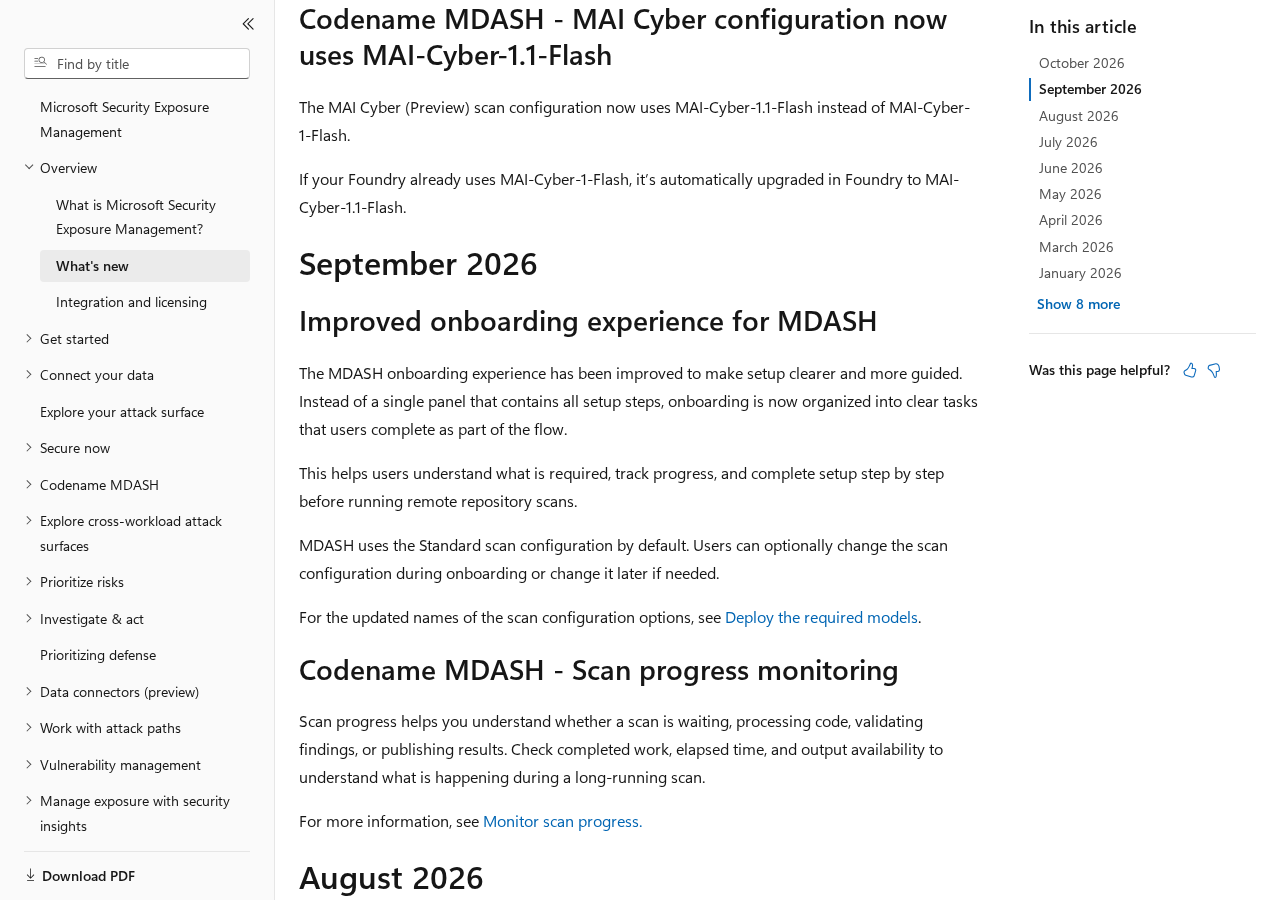 Find by title
Microsoft Security Exposure
Management
Overview
What is Microsoft Security
Exposure Management?
What's new
Integration and licensing
Get started
Connect your data
Explore your attack surface
Secure now
Codename MDASH
Explore cross-workload attack
surfaces
Prioritize risks
Investigate & act
Prioritizing defense
Data connectors (preview)
Work with attack paths
Vulnerability management
Manage exposure with security
insights
Download PDF
Codename MDASH - MAI Cyber configuration now
uses MAI-Cyber-1.1-Flash
The MAI Cyber (Preview) scan configuration now uses MAI-Cyber-1.1-Flash instead of MAI-Cyber-
1-Flash.
If your Foundry already uses MAI-Cyber-1-Flash, it's automatically upgraded in Foundry to MAI-
Cyber-1.1-Flash.
September 2026
Improved onboarding experience for MDASH
The MDASH onboarding experience has been improved to make setup clearer and more guided.
Instead of a single panel that contains all setup steps, onboarding is now organized into clear tasks
that users complete as part of the flow.
This helps users understand what is required, track progress, and complete setup step by step
before running remote repository scans.
MDASH uses the Standard scan configuration by default. Users can optionally change the scan
configuration during onboarding or change it later if needed.
For the updated names of the scan configuration options, see Deploy the required models.
Codename MDASH - Scan progress monitoring
Scan progress helps you understand whether a scan is waiting, processing code, validating
findings, or publishing results. Check completed work, elapsed time, and output availability to
understand what is happening during a long-running scan.
For more information, see Monitor scan progress.
August 2026
In this article
October 2026
September 2026
August 2026
July 2026
June 2026
May 2026
April 2026
March 2026
January 2026
Show 8 more
Was this page helpful?